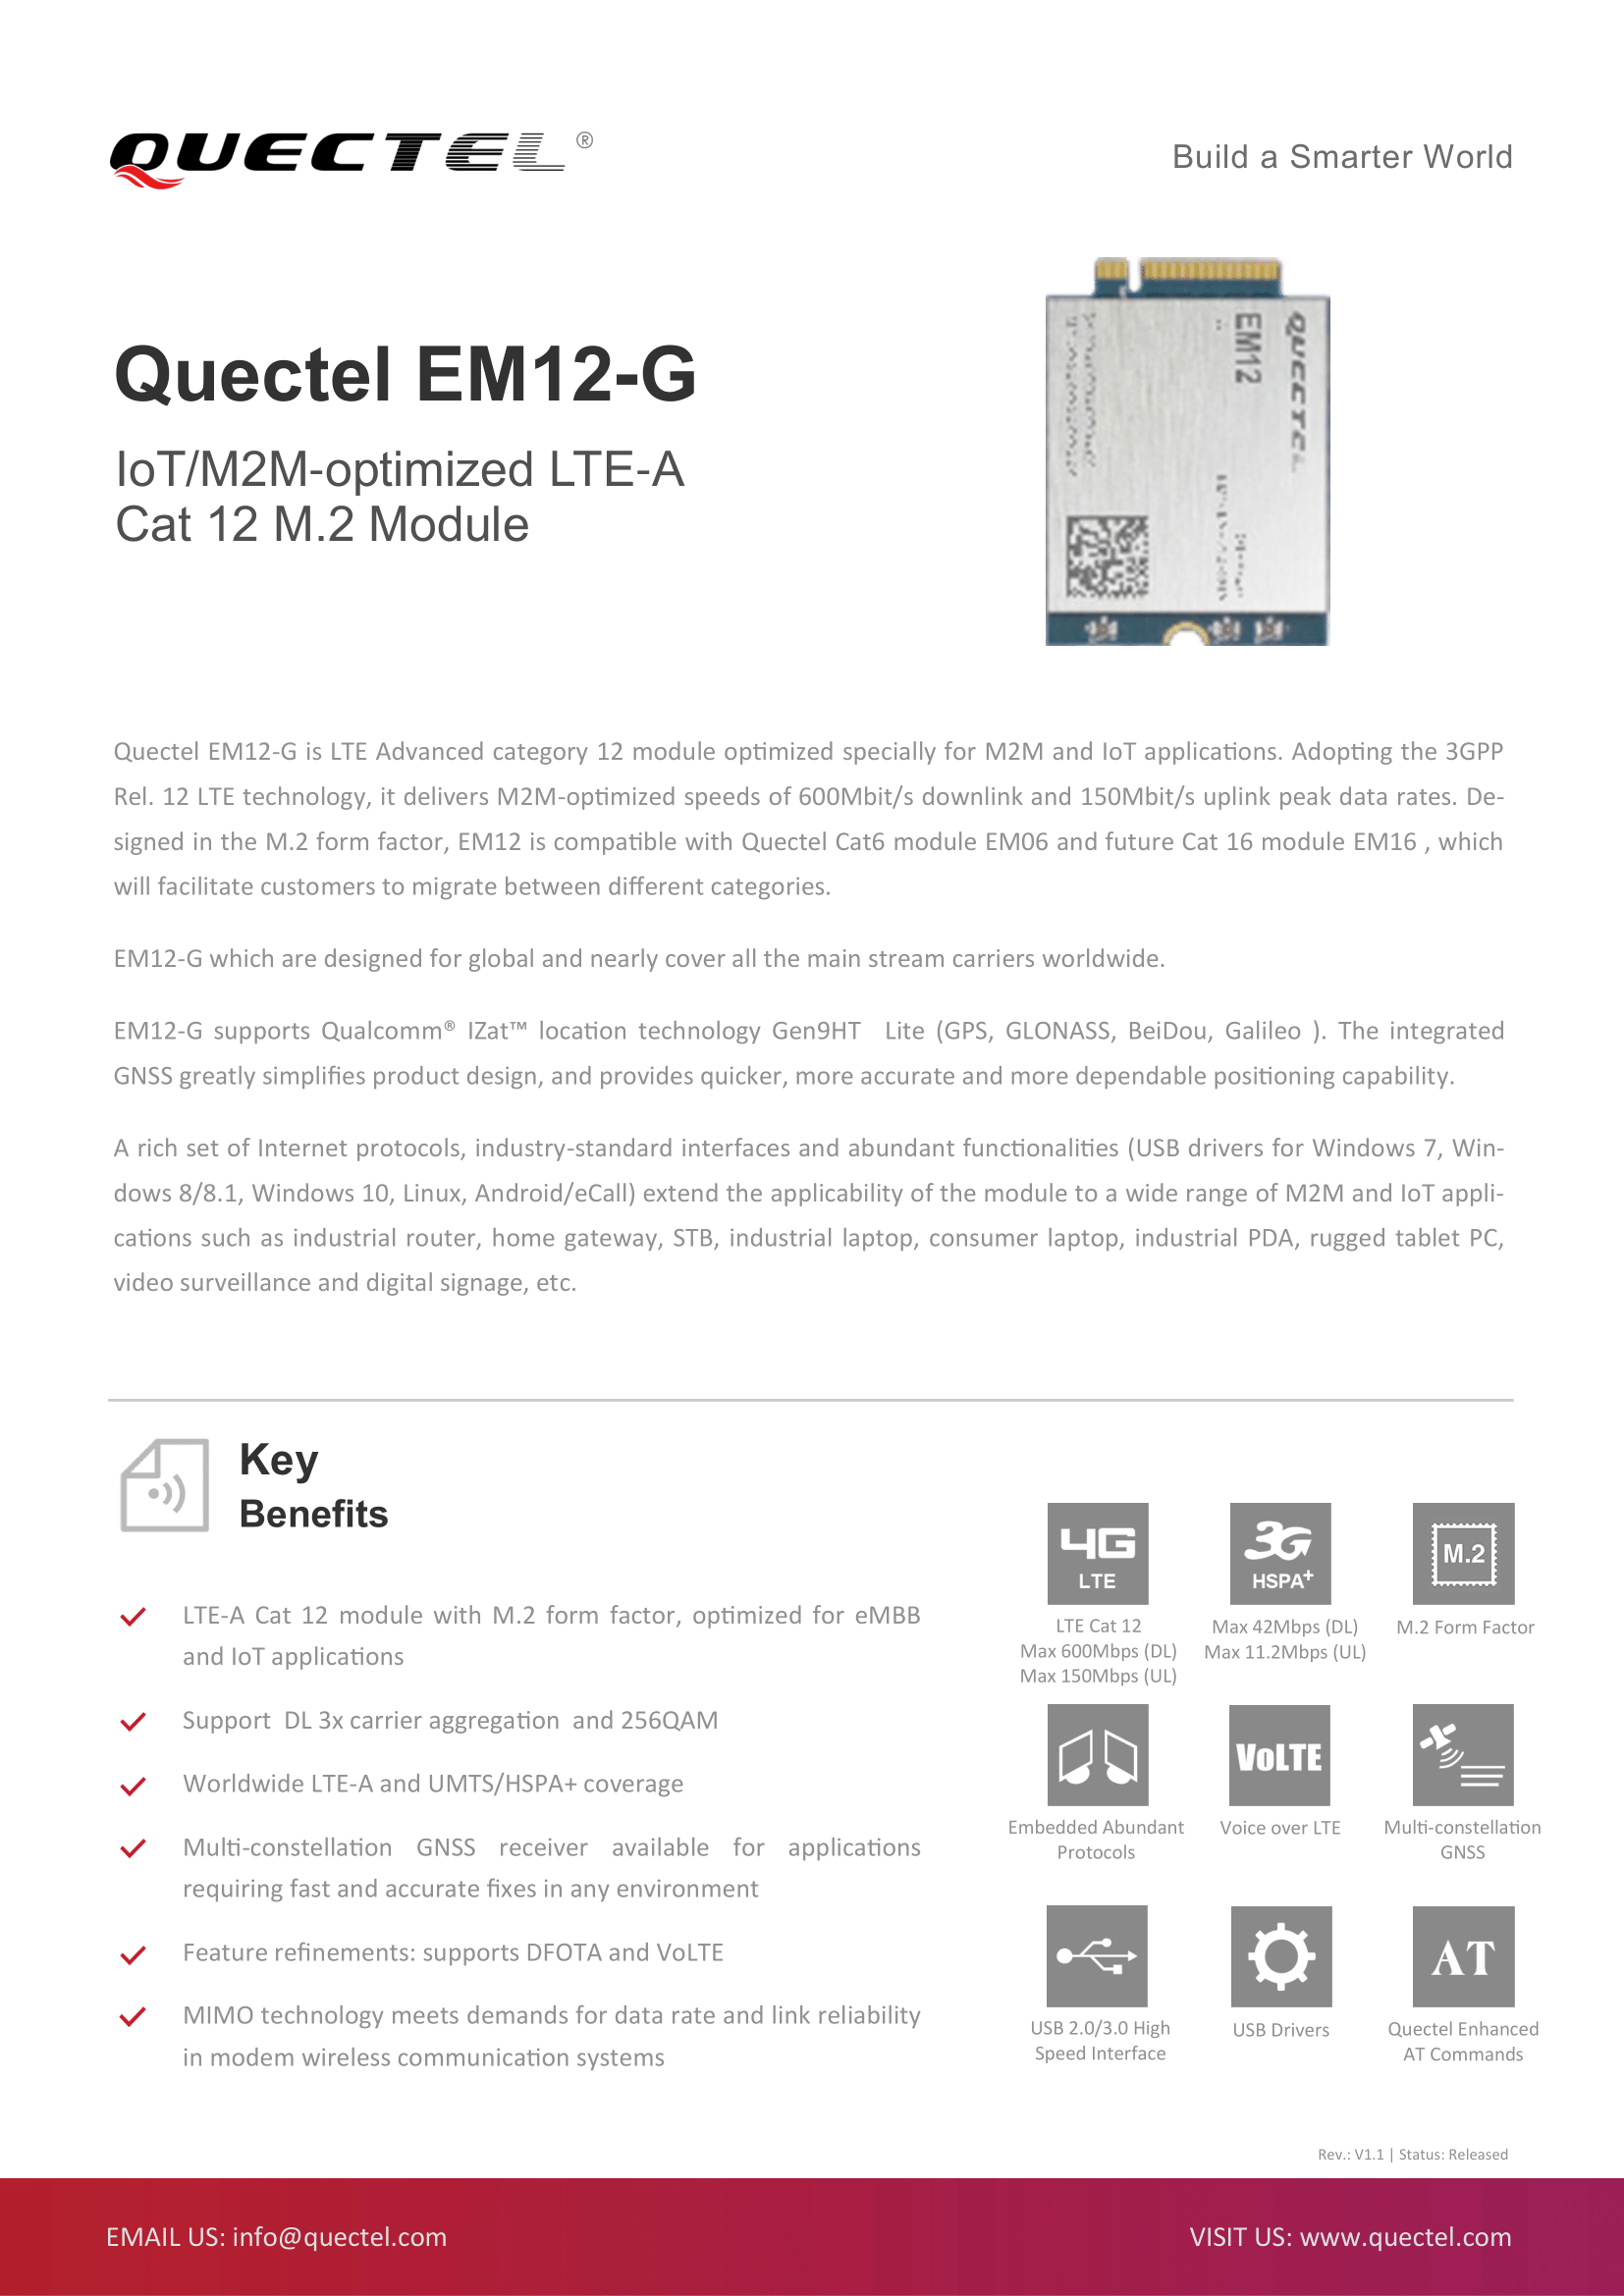 QUECTEL®
Build a Smarter World
QUECTEL
EM12
Quectel EM12-G
IoT/M2M-optimized LTE-A
Cat 12 M.2 Module
Quectel EM12-G is LTE Advanced category 12 module optimized specially for M2M and IoT applications. Adopting the 3GPP
Rel. 12 LTE technology, it delivers M2M-optimized speeds of 600Mbit/s downlink and 150Mbit/s uplink peak data rates. De-
signed in the M.2 form factor, EM12 is compatible with Quectel Cat6 module EM06 and future Cat 16 module EM16 , which
will facilitate customers to migrate between different categories.
EM12-G which are designed for global and nearly cover all the main stream carriers worldwide.
EM12-G supports Qualcomm® IZat™ location technology Gen9HT  Lite (GPS, GLONASS, BeiDou, Galileo ). The integrated
GNSS greatly simplifies product design, and provides quicker, more accurate and more dependable positioning capability.
A rich set of Internet protocols, industry-standard interfaces and abundant functionalities (USB drivers for Windows 7, Win-
dows 8/8.1, Windows 10, Linux, Android/eCall) extend the applicability of the module to a wide range of M2M and IoT appli-
cations such as industrial router, home gateway, STB, industrial laptop, consumer laptop, industrial PDA, rugged tablet PC,
video surveillance and digital signage, etc.
Key
Benefits
LTE-A Cat 12 module with M.2 form factor, optimized for eMBB
and IoT applications
Support  DL 3x carrier aggregation  and 256QAM
Worldwide LTE-A and UMTS/HSPA+ coverage
Multi-constellation GNSS receiver available for applications
requiring fast and accurate fixes in any environment
Feature refinements: supports DFOTA and VoLTE
MIMO technology meets demands for data rate and link reliability
in modem wireless communication systems
4G
LTE
LTE Cat 12
Max 600Mbps (DL)
Max 150Mbps (UL)
3G
HSPA+
Max 42Mbps (DL)
Max 11.2Mbps (UL)
M.2
M.2 Form Factor
Embedded Abundant
Protocols
VoLTE
Voice over LTE
Multi-constellation
GNSS
USB 2.0/3.0 High
Speed Interface
USB Drivers
AT
Quectel Enhanced
AT Commands
Rev.: V1.1 | Status: Released
EMAIL US: info@quectel.com
VISIT US: www.quectel.com